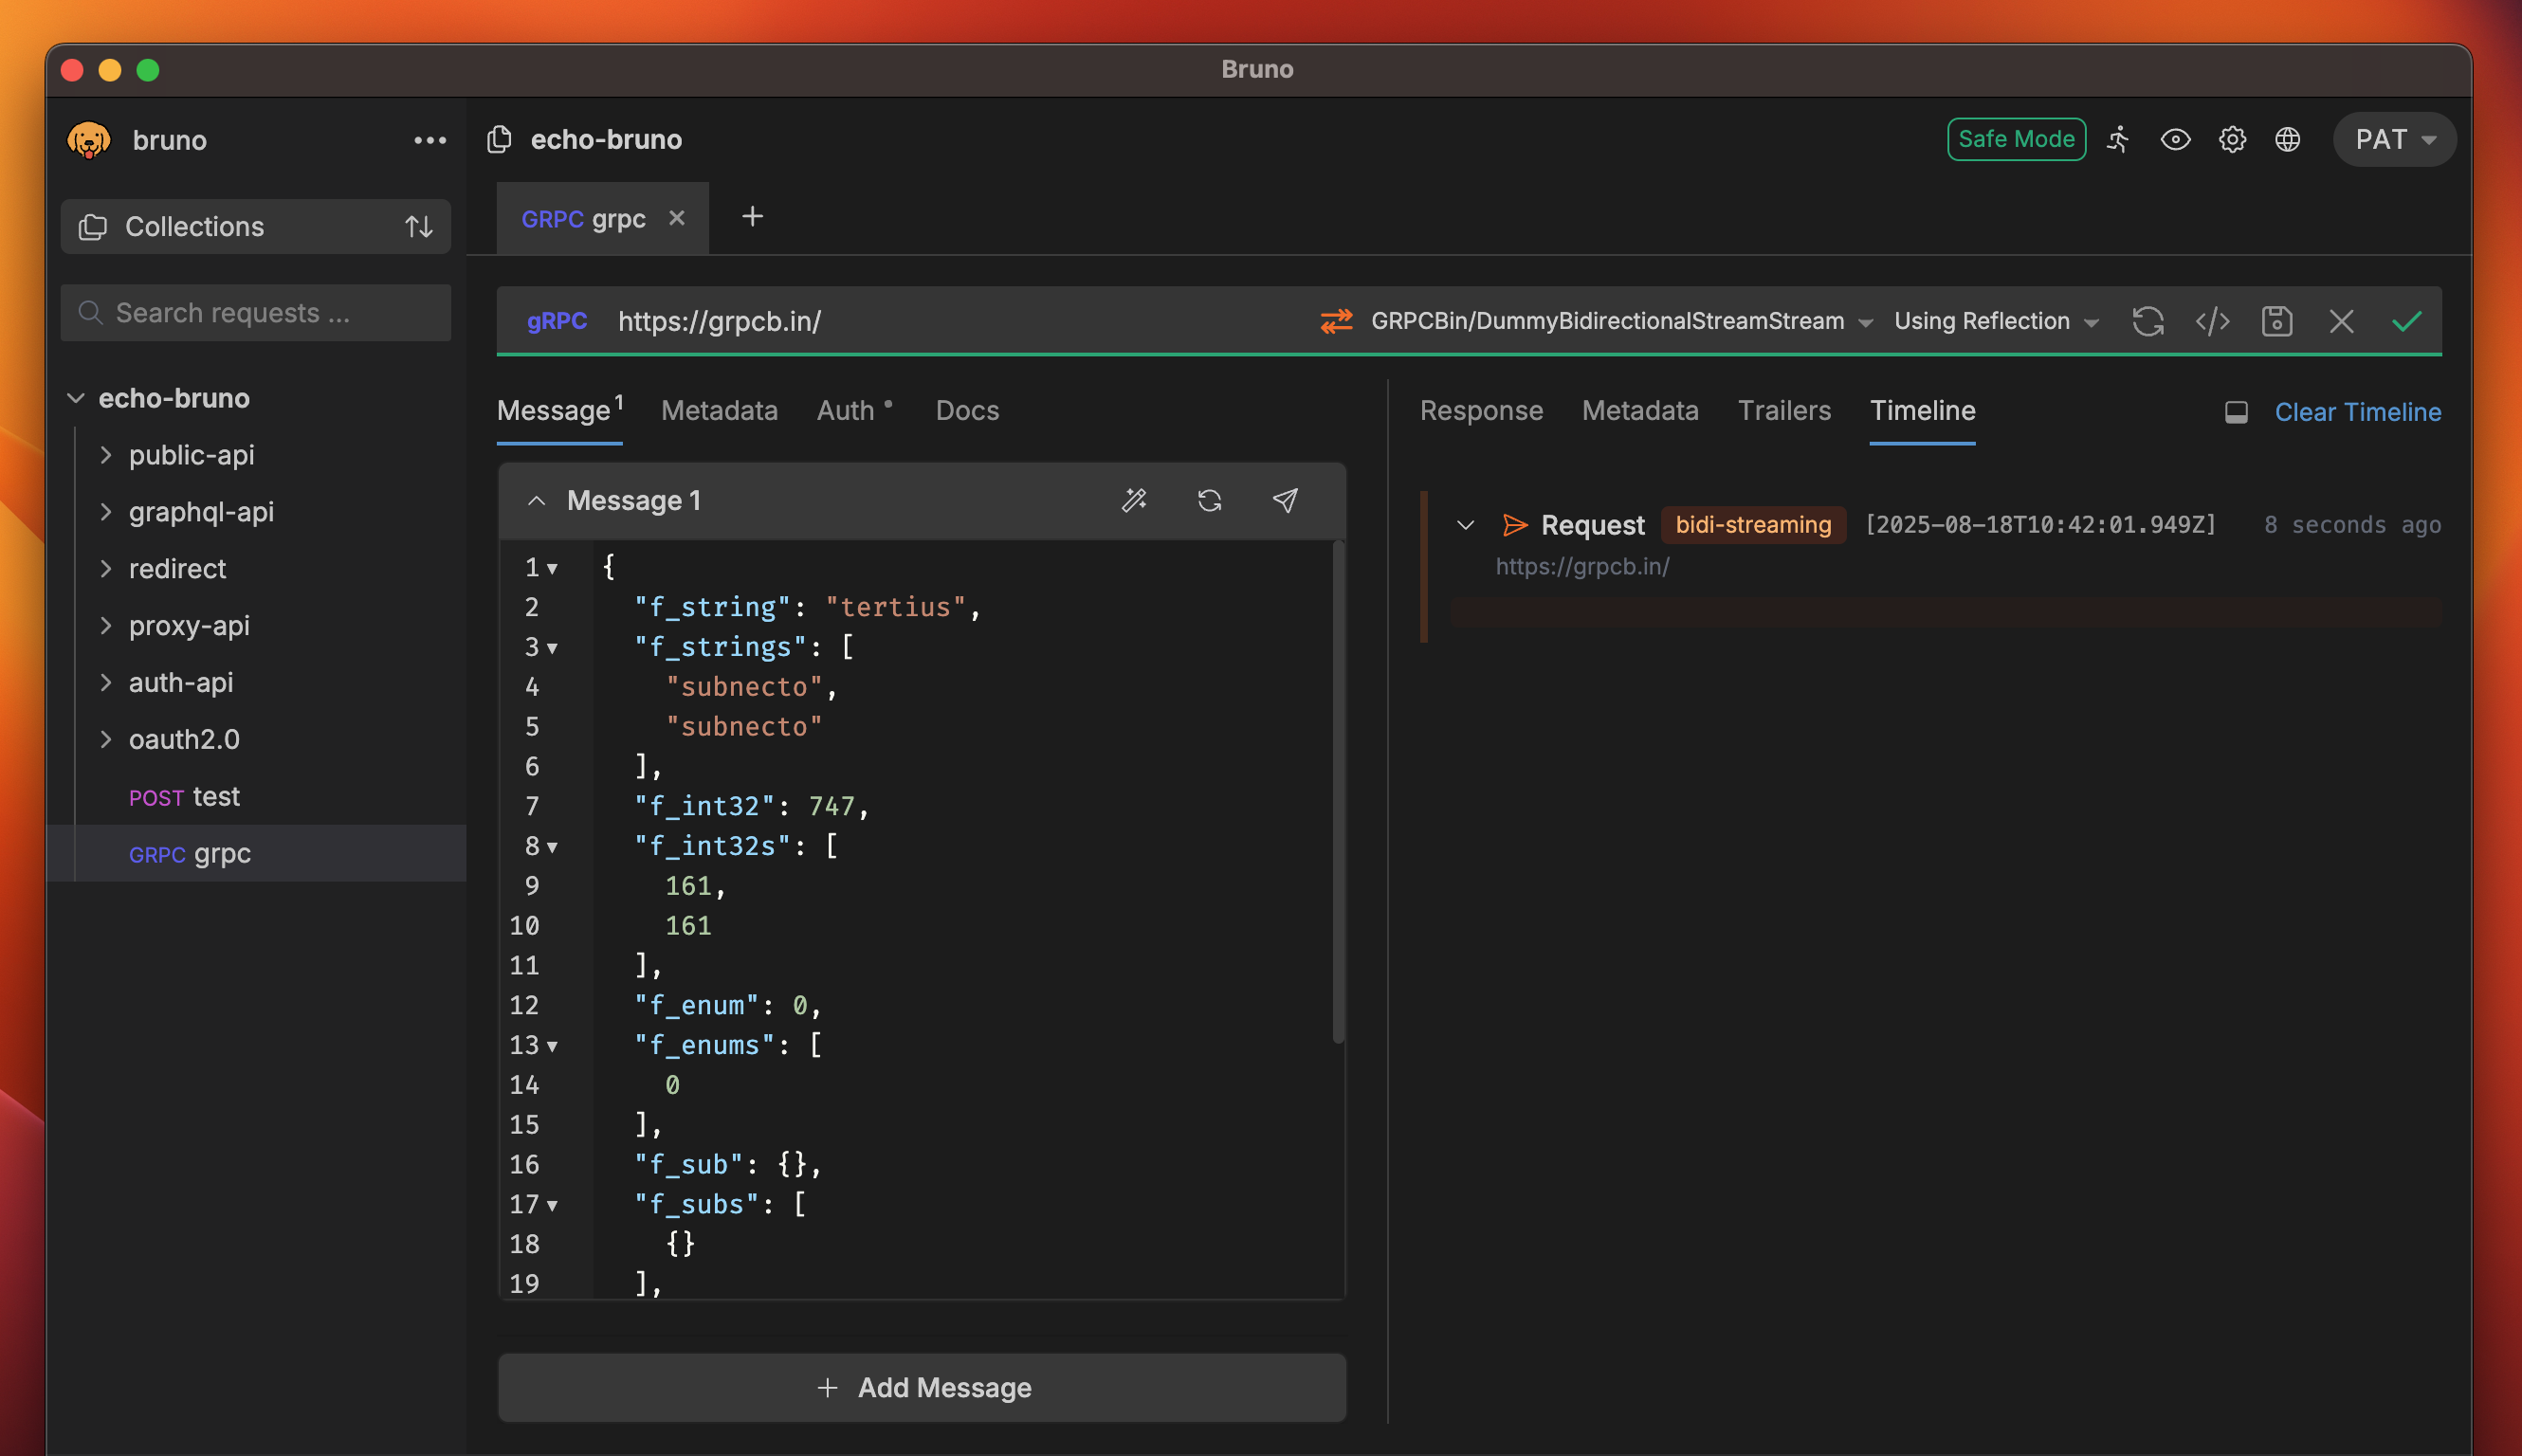 Bruno
bruno
echo-bruno
Safe Mode
PAT
Collections
GRPC grpc
Search requests ...
gRPC https://grpcb.in/ GRPCBin/DummyBidirectionalStreamStream Using Reflection
echo-bruno
public-api
graphql-api
redirect
proxy-api
auth-api
oauth2.0
POST test
GRPC grpc
Message 1 Metadata Auth Docs
Message 1
1 {
2 "f_string": "tertius",
3 "f_strings": [
4 "subnecto",
5 "subnecto"
6 ],
7 "f_int32": 747,
8 "f_int32s": [
9 161,
10 161
11 ],
12 "f_enum": 0,
13 "f_enums": [
14 0
15 ],
16 "f_sub": {},
17 "f_subs": [
18 {}
19 ],
+ Add Message
Response Metadata Trailers Timeline Clear Timeline
Request bidi-streaming [2025-08-18T10:42:01.949Z] 8 seconds ago
https://grpcb.in/